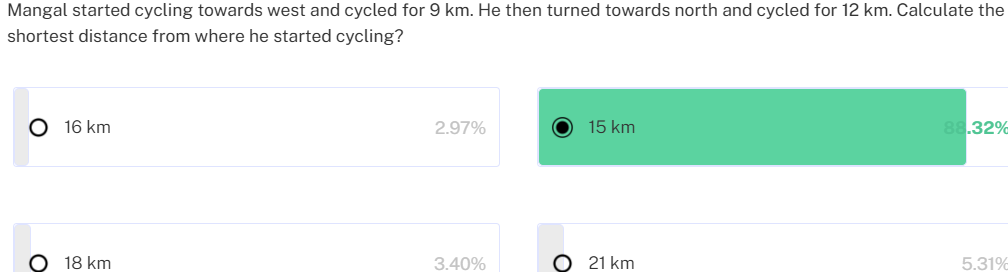 Mangal started cycling towards west and cycled for 9 km. He then turned towards north and cycled for 12 km. Calculate the
shortest distance from where he started cycling?
16 km 2.97%
15 km 88.32%
18 km 3.40%
21 km 5.31%